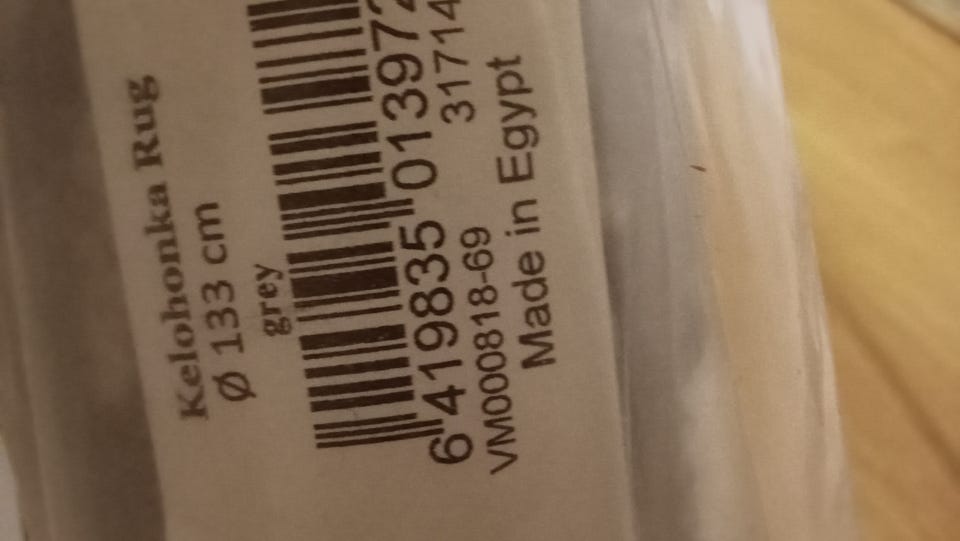 Kelohonka Rug
Ø 133 cm
grey
6 419835 013972
VM000818-69 31714
Made in Egypt